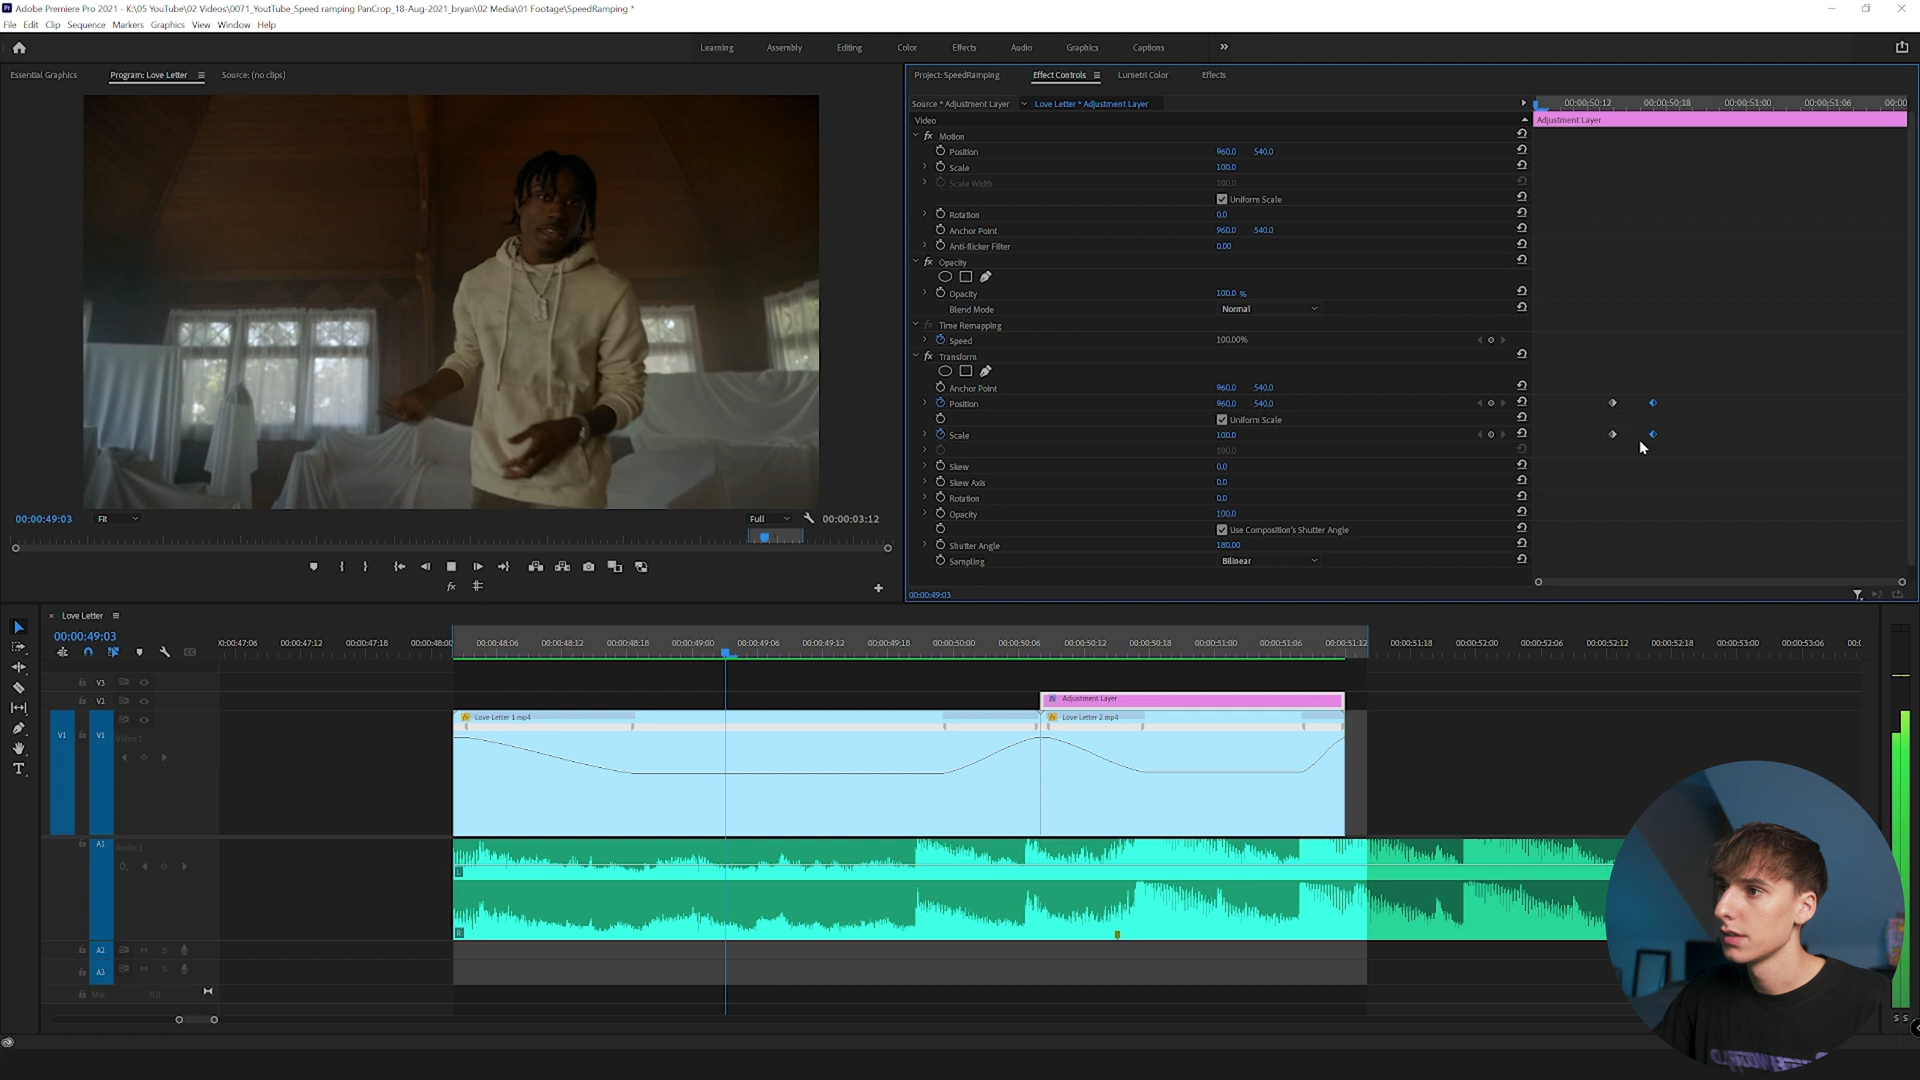 Adobe Premiere Pro 2021 - K:\05 YouTube\02 Videos\0071_YoutTube_Speed ramping PanCrop_18-Aug-2021_bryan\02 Media\01 Footage\SpeedRamping *
File Edit Clip Sequence Markers Graphics View Window Help
Learning Assembly Editing Color Effects Audio Graphics Captions
Essential Graphics Program: Love Letter Source: (no clips)
Project: SpeedRamping Effect Controls Lumetri Color Effects
Source * Adjustment Layer Love Letter * Adjustment Layer 00:00:50:12 00:00:50:18 00:00:51:00 00:00:51:06 00:00
Video Adjustment Layer
fx Motion
Position 960.0 540.0
Scale 100.0
Scale Width 100.0
Uniform Scale
Rotation 0.0
Anchor Point 960.0 540.0
Anti-flicker Filter 0.00
fx Opacity
Opacity 100.0 %
Blend Mode Normal
fx Time Remapping
Speed 100.00%
fx Transform
Anchor Point 960.0 540.0
Position 960.0 540.0
Uniform Scale
Scale 100.0
100.0
Skew 0.0
Skew Axis 0.0
Rotation 0.0
Opacity 100.0
Use Composition's Shutter Angle
Shutter Angle 180.00
Sampling Bilinear
00:00:49:03
00:00:49:03 Fit Full 00:00:03:12
fx
Love Letter
00:00:49:03
0:00:47:06 00:00:47:12 00:00:47:18 00:00:48:00 00:00:48:06 00:00:48:12 00:00:48:18 00:00:49:00 00:00:49:06 00:00:49:12 00:00:49:18 00:00:50:00 00:00:50:06 00:00:50:12 00:00:50:18 00:00:51:00 00:00:51:06 00:00:51:12 00:00:51:18 00:00:52:00 00:00:52:06 00:00:52:12 00:00:52:18 00:00:53:00 00:00:53:06 00:0
V3
V2 fx Adjustment Layer
fx Love Letter 1.mp4 fx Love Letter 2.mp4
V1 V1 Video 1
A1 Audio 1
L
R
A2 M S
A3 M S
Mix 0.0
S S